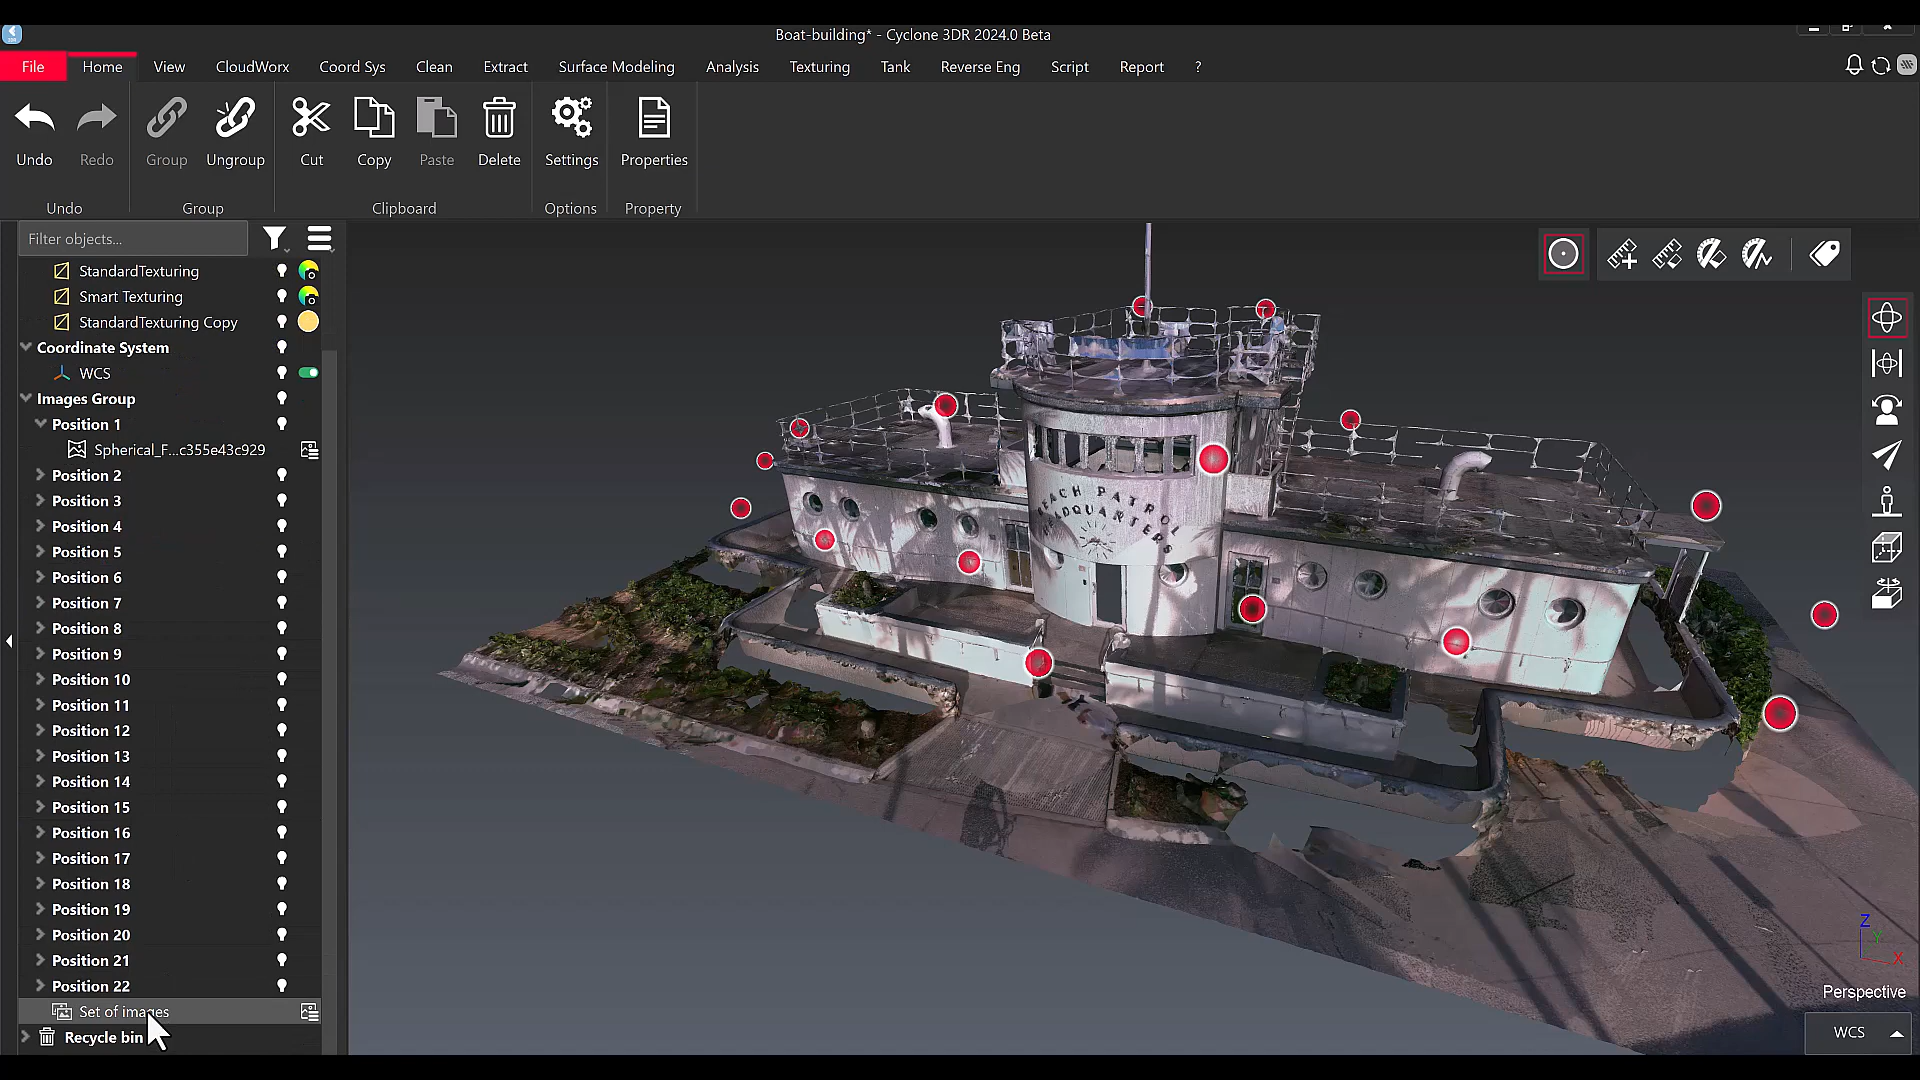 Boat-building* - Cyclone 3DR 2024.0 Beta
File Home View CloudWorx Coord Sys Clean Extract Surface Modeling Analysis Texturing Tank Reverse Eng Script Report ?
Undo Redo Group Ungroup Cut Copy Paste Delete Settings Properties
Undo Group Clipboard Options Property
Filter objects...
StandardTexturing
Smart Texturing
StandardTexturing Copy
Coordinate System
WCS
Images Group
Position 1
Spherical_F...c355e43c929
Position 2
Position 3
Position 4
Position 5
Position 6
Position 7
Position 8
Position 9
Position 10
Position 11
Position 12
Position 13
Position 14
Position 15
Position 16
Position 17
Position 18
Position 19
Position 20
Position 21
Position 22
Set of images
Recycle bin
BEACH PATROL
HEADQUARTERS
Z
Y
X
Perspective
WCS